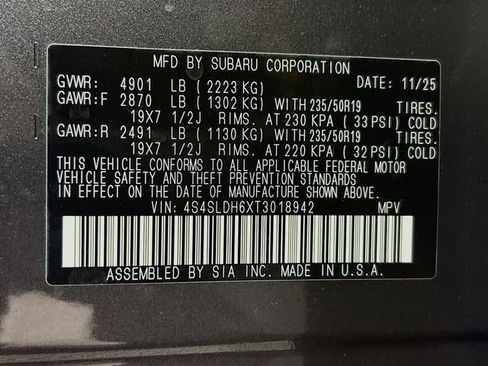 MFD BY SUBARU CORPORATION
GVWR: 4901 LB (2223 KG) DATE: 11/25
GAWR:F 2870 LB (1302 KG) WITH 235/50R19 TIRES.
19X7 1/2J RIMS. AT 230 KPA (33 PSI) COLD
GAWR:R 2491 LB (1130 KG) WITH 235/50R19 TIRES.
19X7 1/2J RIMS. AT 220 KPA (32 PSI) COLD
THIS VEHICLE CONFORMS TO ALL APPLICABLE FEDERAL MOTOR
VEHICLE SAFETY AND THEFT PREVENTION STANDARDS
IN EFFECT ON THE DATE OF MANUFACTURE SHOWN ABOVE.
VIN: 4S4SLDH6XT3018942 MPV
ASSEMBLED BY SIA INC. MADE IN U.S.A.